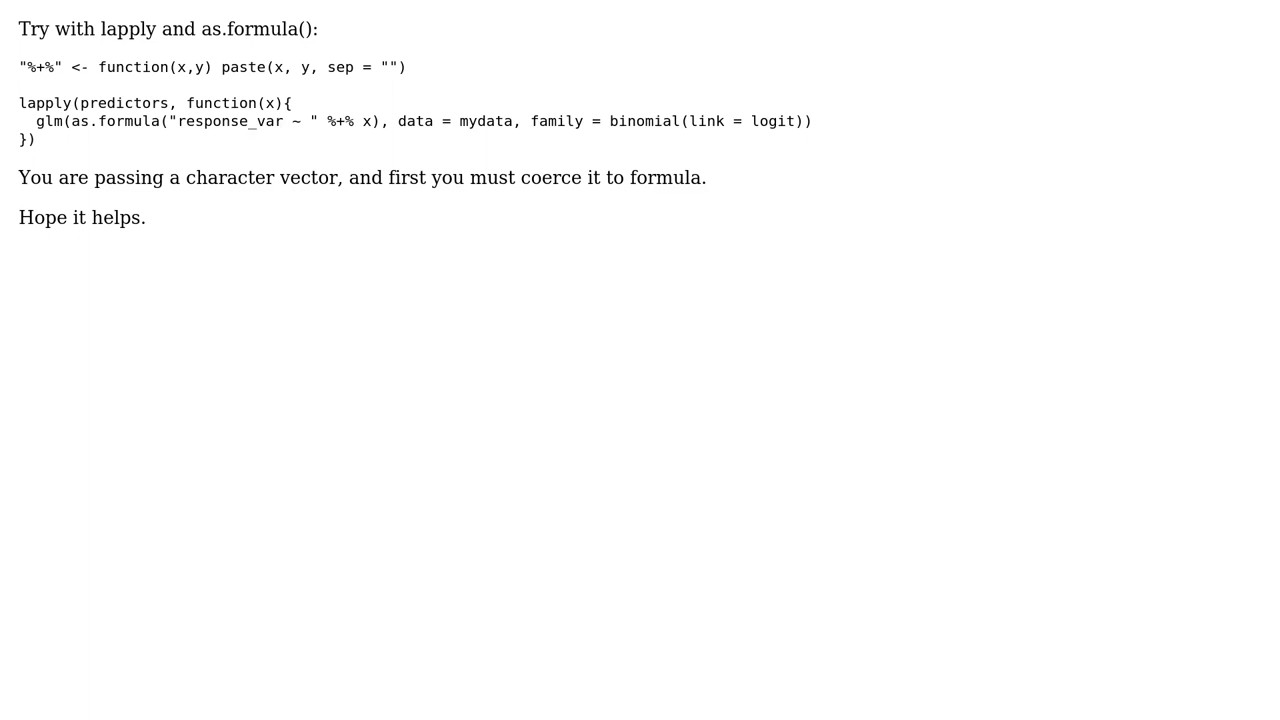 Try with lapply and as.formula():
"%+%" <- function(x,y) paste(x, y, sep = "")
lapply(predictors, function(x){
  glm(as.formula("response_var ~ " %+% x), data = mydata, family = binomial(link = logit))
})
You are passing a character vector, and first you must coerce it to formula.
Hope it helps.